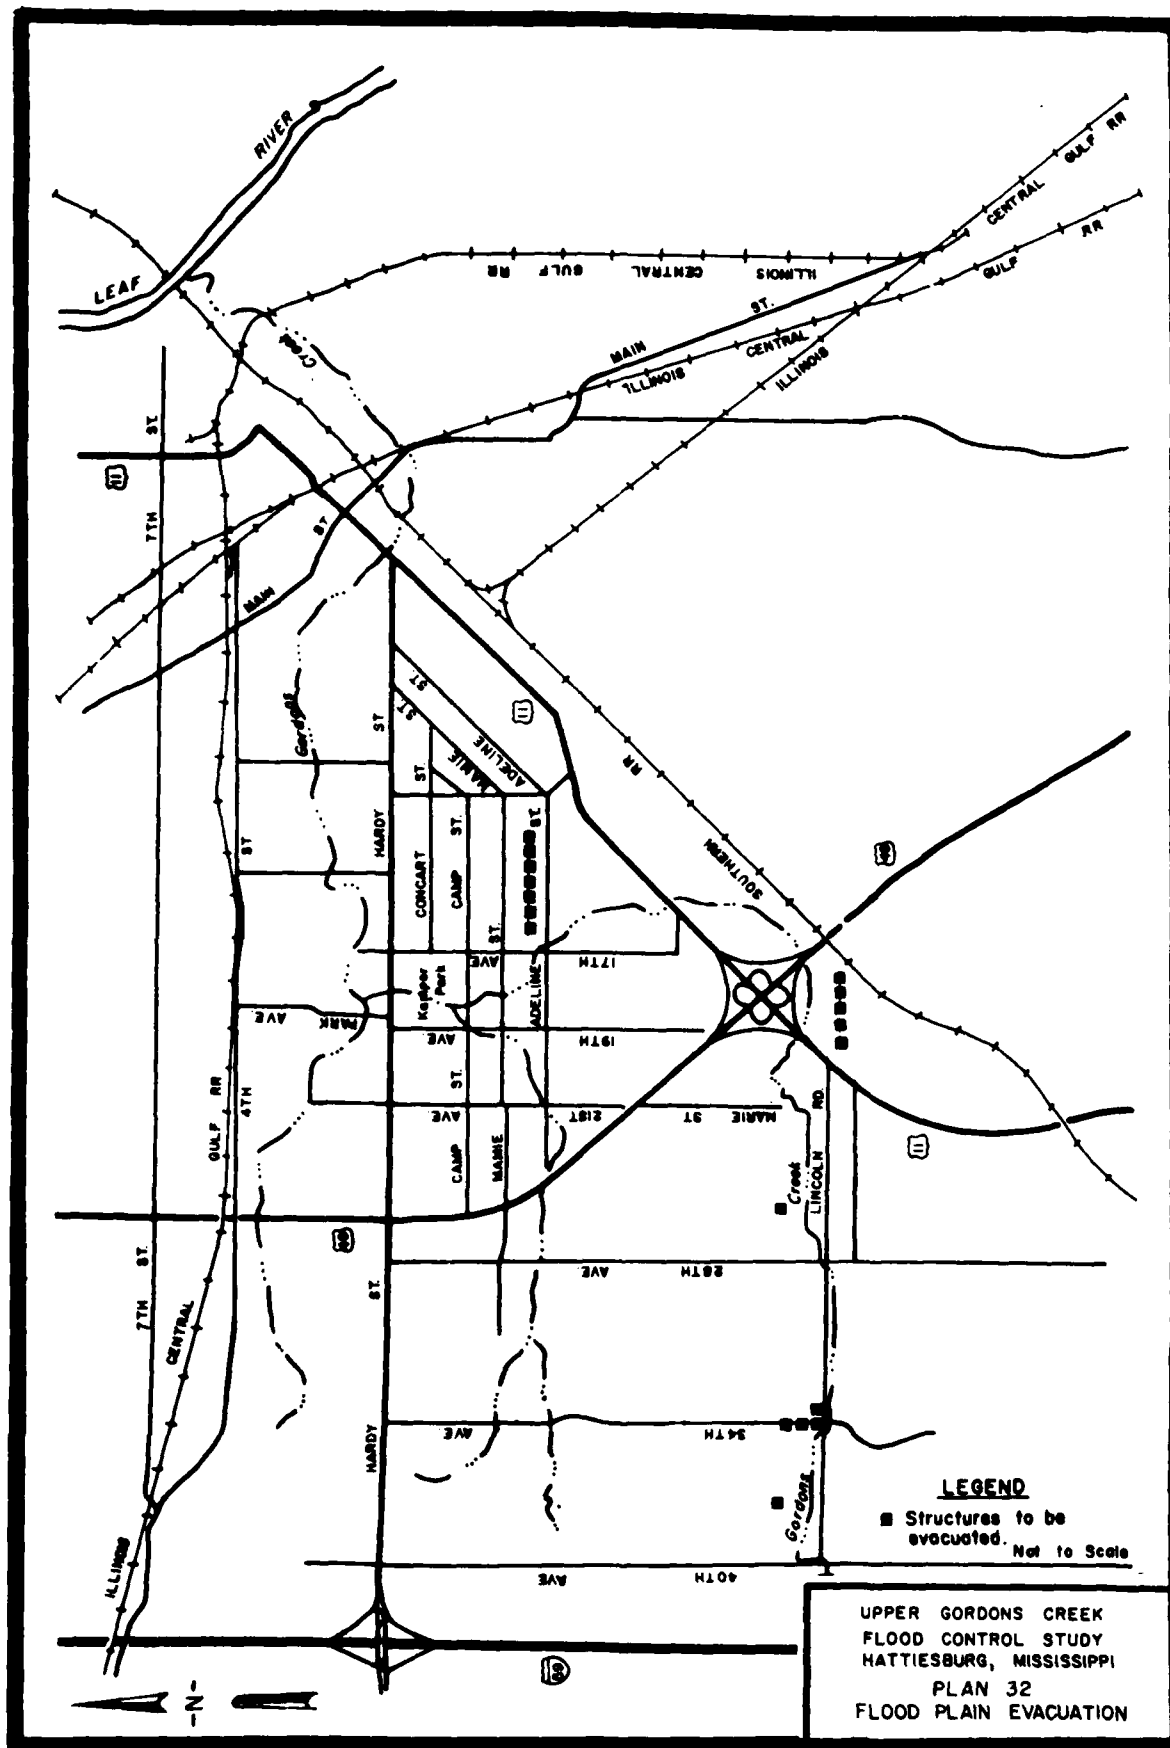 RIVER
LEAF
GULF RR
CENTRAL
RR
GULF
ILLINOIS CENTRAL GULF RR
ST.
MAIN
CENTRAL
ILLINOIS
ILLINOIS
Creek
11
ST.
7TH
ST
MAIN
Gordons
ST
ST
ST.
11
ADELINE
MAMIE
ST.
HARDY
RR
ST
ST.
ST.
CONCART
CAMP
ST.
SOUTHERN
49
17TH AVE
Kamper
Park
ADELINE
PARK AVE
19TH AVE
ST.
RR
GULF
4TH
21ST AVE
MARIE ST
RD.
LINCOLN
11
CAMP
MAMIE
Creek
49
ST.
7TH
ST.
28TH AVE
CENTRAL
HARDY
34TH AVE
Gordons
ILLINOIS
40TH AVE
59
-N-
LEGEND
Structures to be
evacuated.
Not to Scale
UPPER GORDONS CREEK
FLOOD CONTROL STUDY
HATTIESBURG, MISSISSIPPI
PLAN 32
FLOOD PLAIN EVACUATION